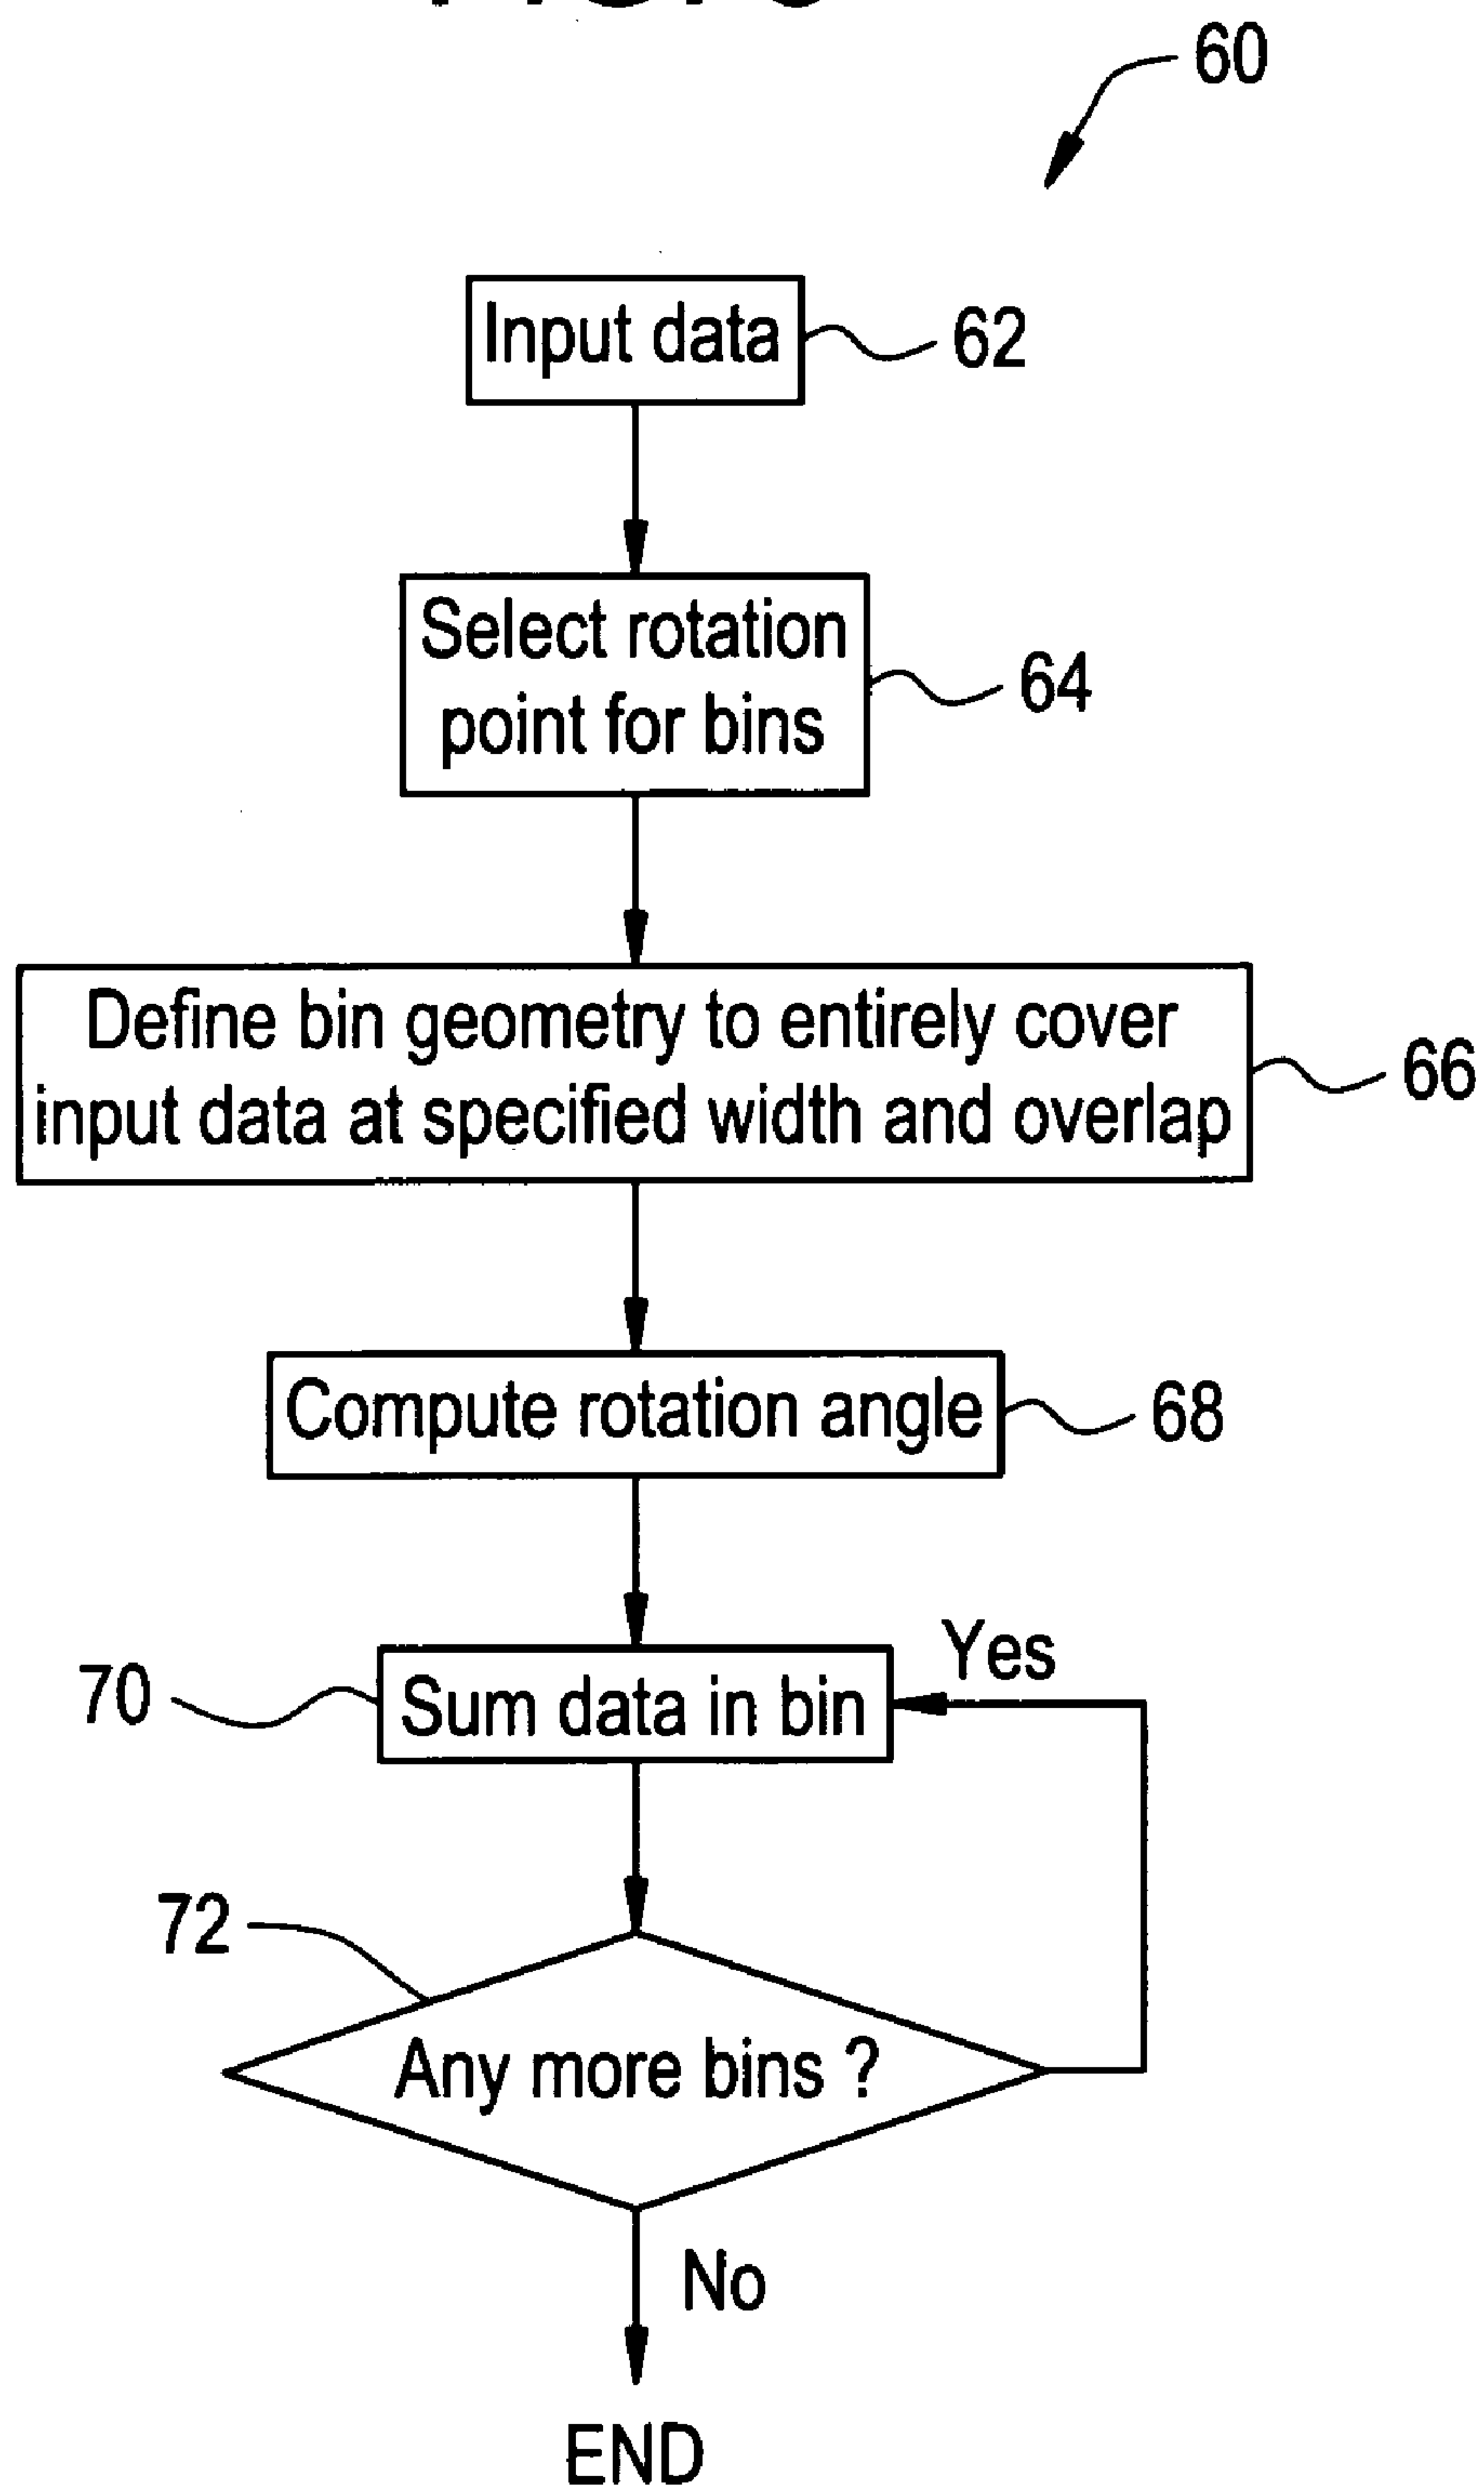 60
Input data
62
Select rotation
point for bins
64
Define bin geometry to entirely cover
input data at specified width and overlap
66
Compute rotation angle
68
Yes
70
Sum data in bin
72
Any more bins ?
No
END